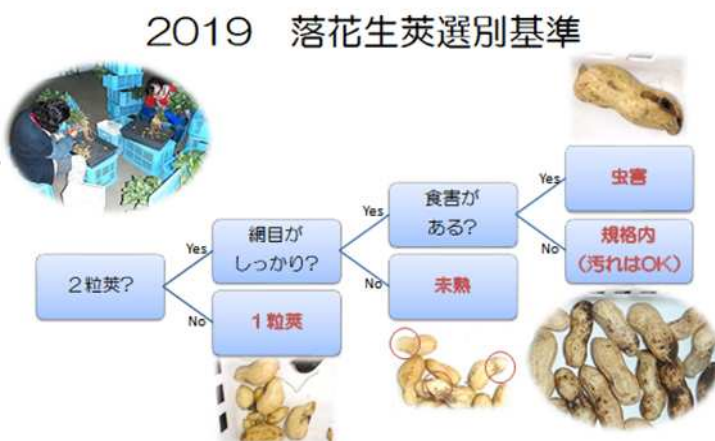 2019 落花生莢選別基準
2粒莢?
Yes
No
網目が
しっかり?
1粒莢
Yes
No
食害が
ある?
未熟
Yes
No
虫害
規格内
(汚れはOK)